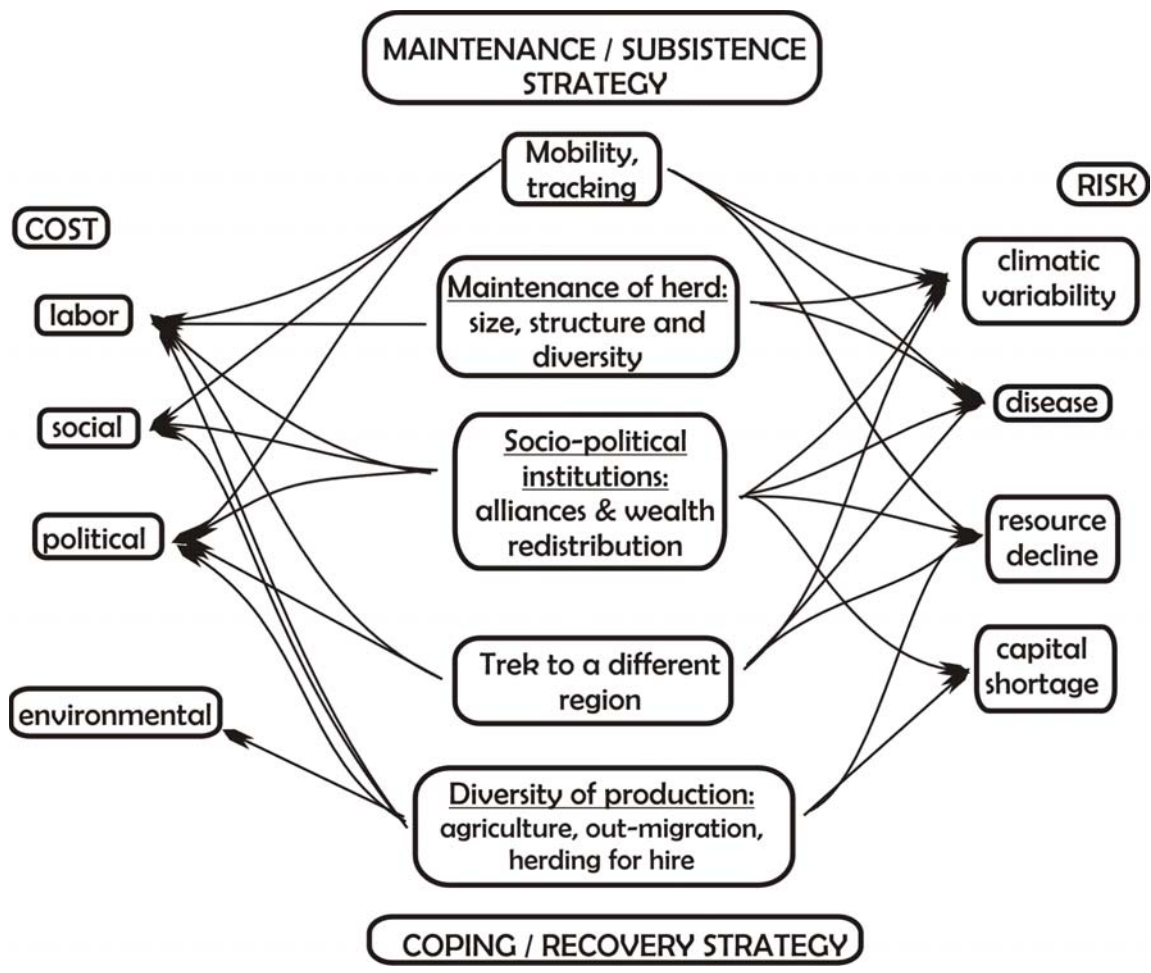 MAINTENANCE / SUBSISTENCE
STRATEGY
Mobility,
tracking
RISK
COST
climatic
variability
Maintenance of herd:
size, structure and
diversity
labor
disease
social
Socio-political
institutions:
alliances & wealth
redistribution
resource
decline
political
capital
shortage
Trek to a different
region
environmental
Diversity of production:
agriculture, out-migration,
herding for hire
COPING / RECOVERY STRATEGY